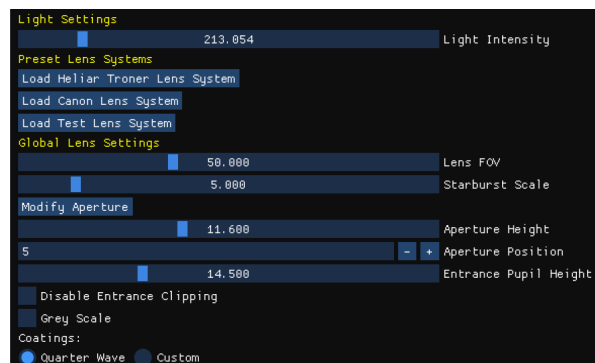 Light Settings
213.054 Light Intensity
Preset Lens Systems
Load Heliar Troner Lens System
Load Canon Lens System
Load Test Lens System
Global Lens Settings
50.000 Lens FOV
5.000 Starburst Scale
Modify Aperture
11.600 Aperture Height
5 - + Aperture Position
14.500 Entrance Pupil Height
Disable Entrance Clipping
Grey Scale
Coatings:
Quarter Wave Custom